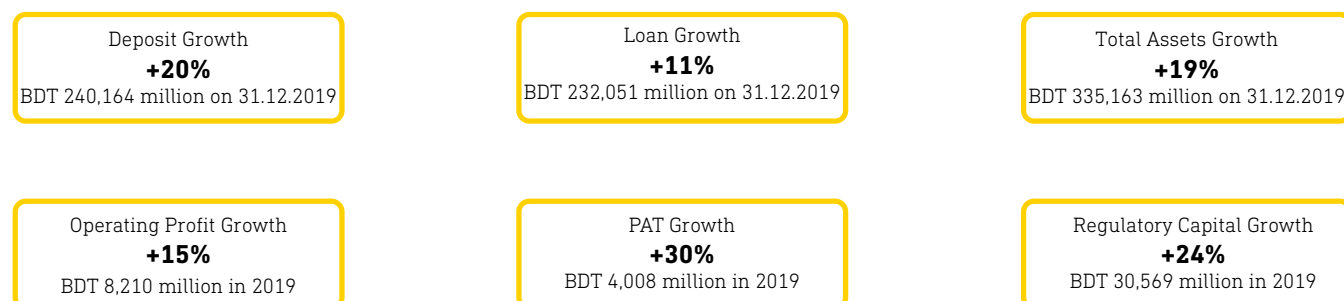 Deposit Growth
+20%
BDT 240,164 million on 31.12.2019
Loan Growth
+11%
BDT 232,051 million on 31.12.2019
Total Assets Growth
+19%
BDT 335,163 million on 31.12.2019
Operating Profit Growth
+15%
BDT 8,210 million in 2019
PAT Growth
+30%
BDT 4,008 million in 2019
Regulatory Capital Growth
+24%
BDT 30,569 million in 2019